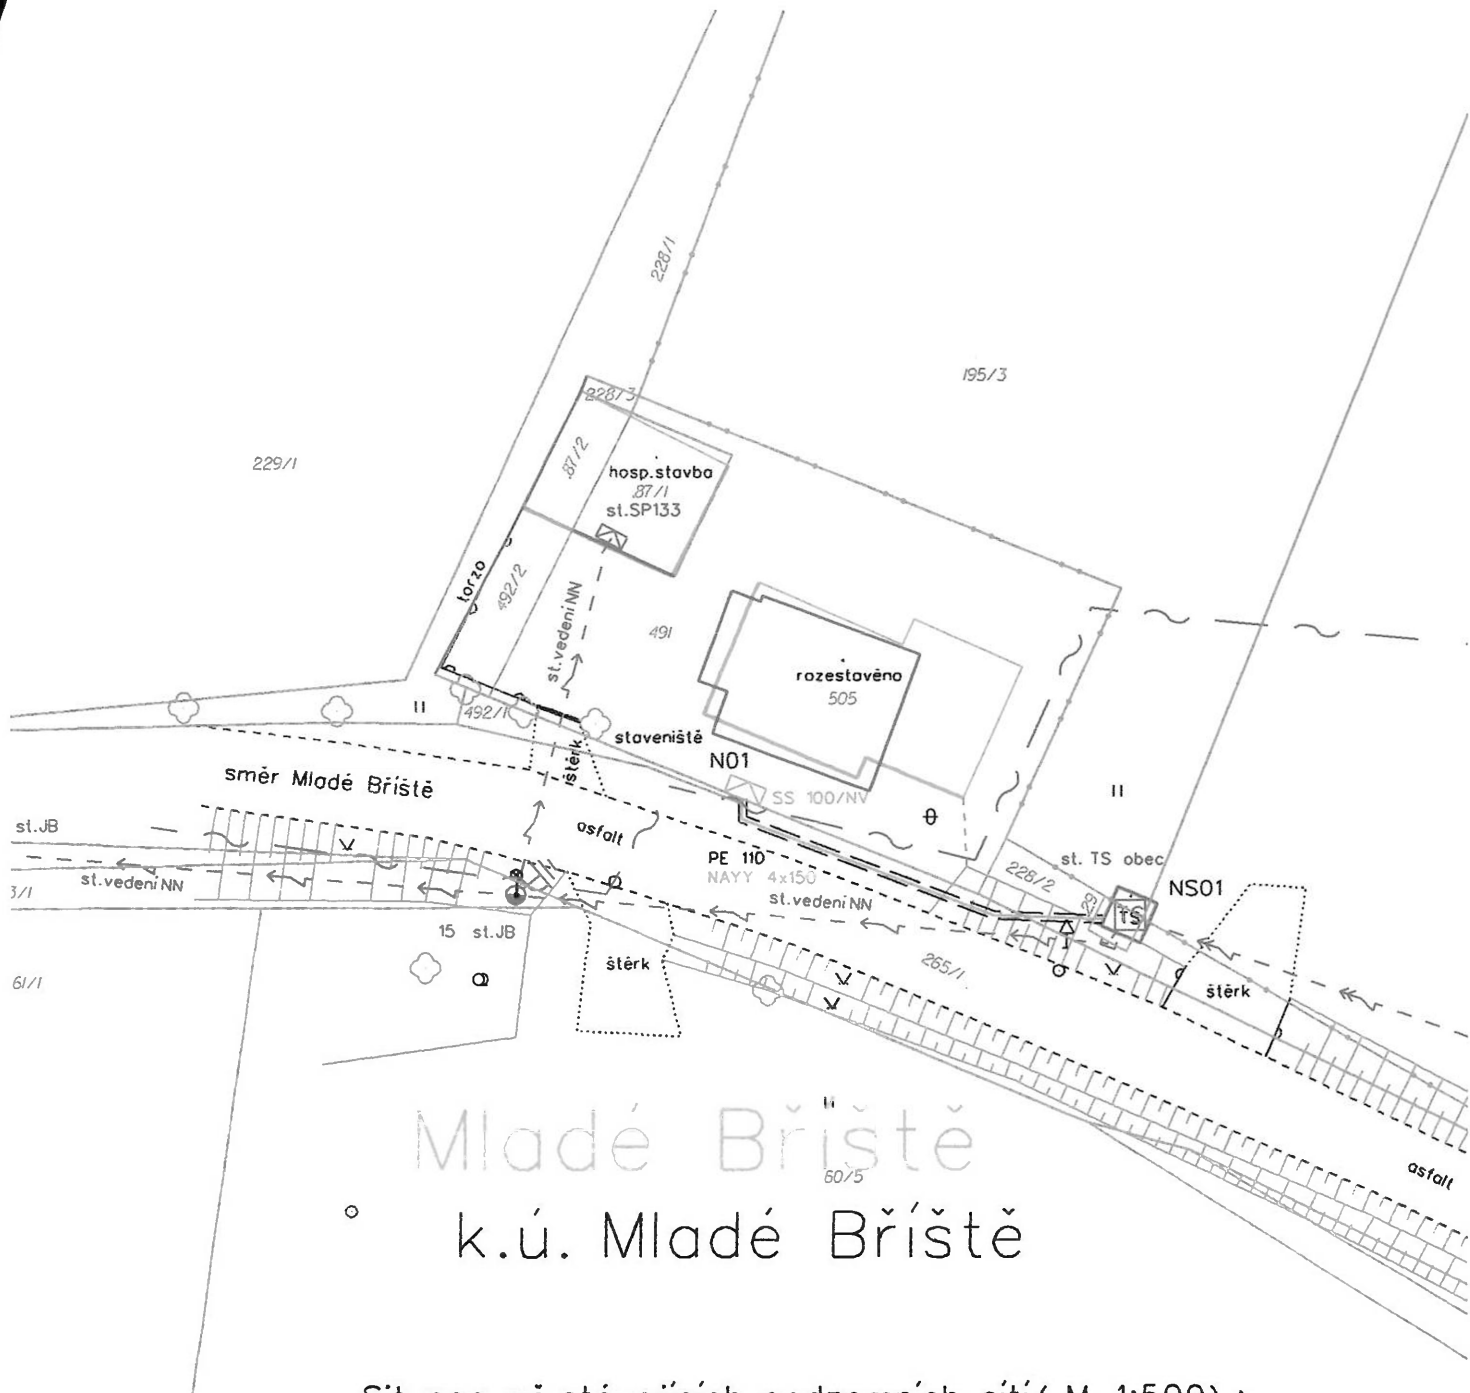 228/1
195/3
228/3
229/1
87/2
hosp.stavba
87/1
st.SP133
torzo
492/2
st.vedení NN
491
rozestavěno
505
492/1
štěrk
staveniště
N01
směr Mladé Bříště
SS 100/NV
st.JB
asfalt
PE 110
NAYY 4x150
st. TS obec
228/2
29
NS01
TS
st.vedení NN
st.vedení NN
3/1
15 st.JB
265/1
štěrk
štěrk
61/1
Mladé Bříště
60/5
asfalt
k.ú. Mladé Bříště